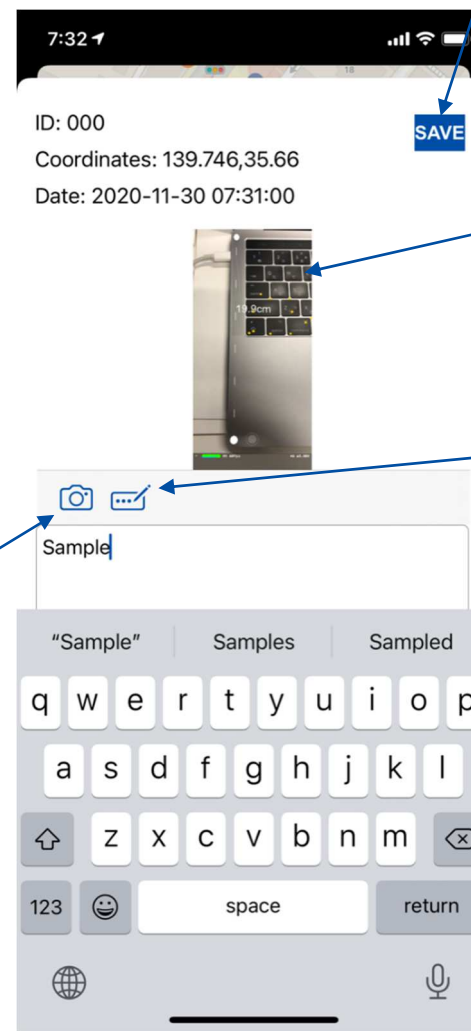 7:32
18
ID: 000
SAVE
Coordinates: 139.746,35.66
Date: 2020-11-30 07:31:00
19.9cm
Sample
“Sample” Samples Sampled
q w e r t y u i o p
a s d f g h j k l
z x c v b n m
123 space return